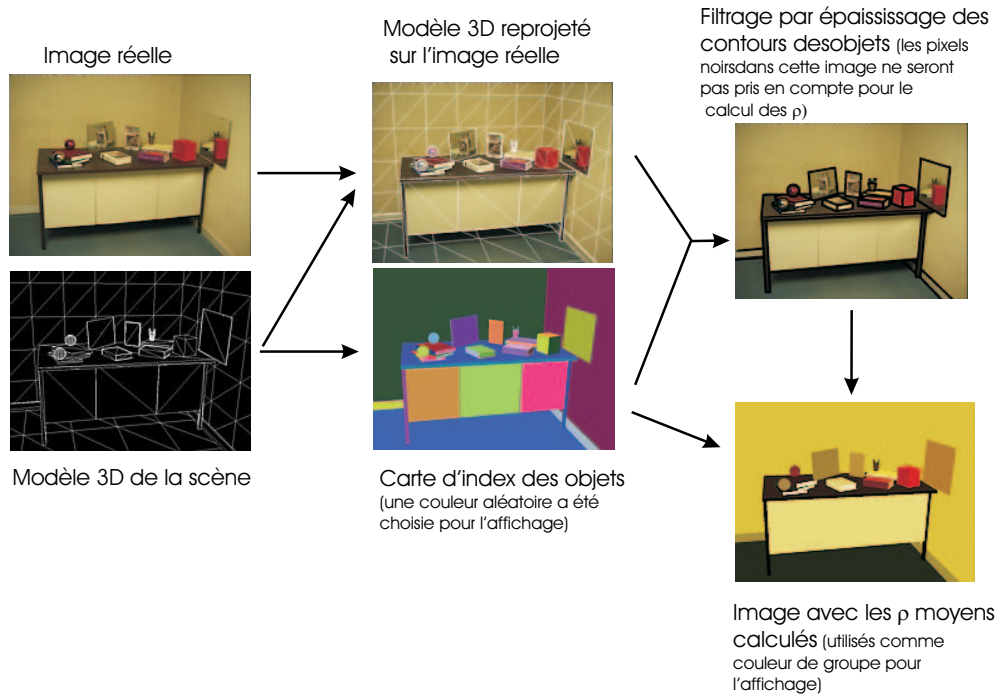 Image réelle
Modèle 3D reprojeté
sur l'image réelle
Filtrage par épaississage des
contours desobjets (les pixels
noirsdans cette image ne seront
pas pris en compte pour le
calcul des ρ)
Modèle 3D de la scène
Carte d'index des objets
(une couleur aléatoire a été
choisie pour l'affichage)
Image avec les ρ moyens
calculés (utilisés comme
couleur de groupe pour
l'affichage)